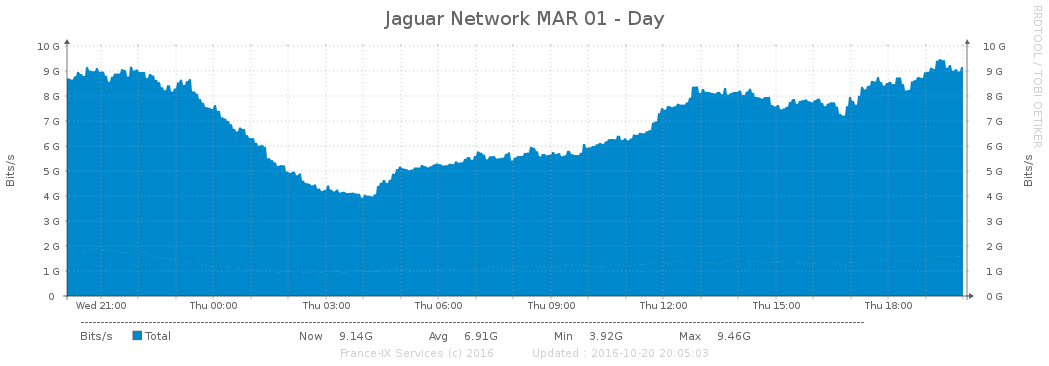 Jaguar Network MAR 01 - Day
RRDTOOL / TOBI OETIKER
Bits/s
Bits/s
10 G 10 G
9 G 9 G
8 G 8 G
7 G 7 G
6 G 6 G
5 G 5 G
4 G 4 G
3 G 3 G
2 G 2 G
1 G 1 G
0 0 G
Wed 21:00 Thu 00:00 Thu 03:00 Thu 06:00 Thu 09:00 Thu 12:00 Thu 15:00 Thu 18:00
Bits/s Total Now 9.14G Avg 6.91G Min 3.92G Max 9.46G
France-IX Services (c) 2016 Updated : 2016-10-20 20:05:03